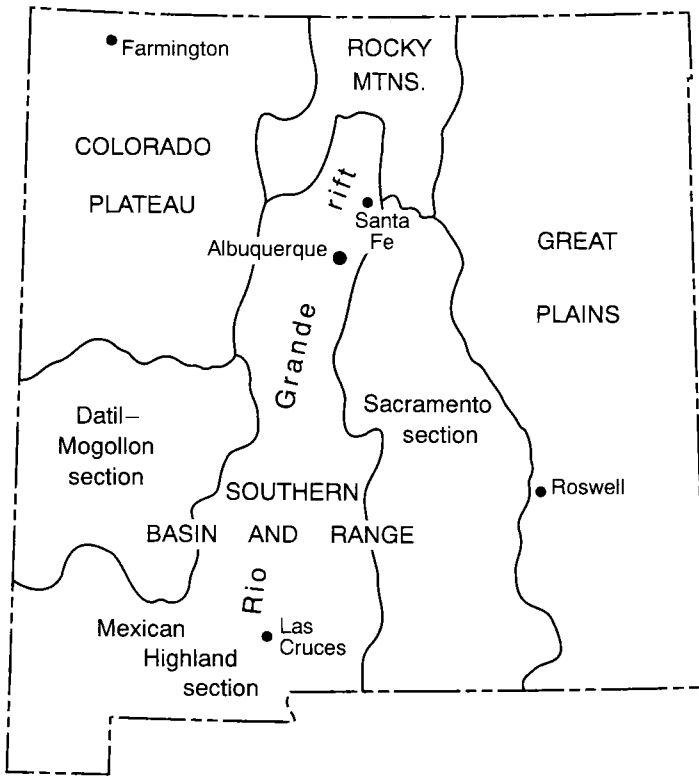 Farmington
ROCKY
MTNS.
COLORADO
PLATEAU
rift
Santa
Fe
Albuquerque
GREAT
PLAINS
Grande
Datil–
Mogollon
section
Sacramento
section
Roswell
SOUTHERN
BASIN AND RANGE
Rio
Mexican
Highland
section
Las
Cruces